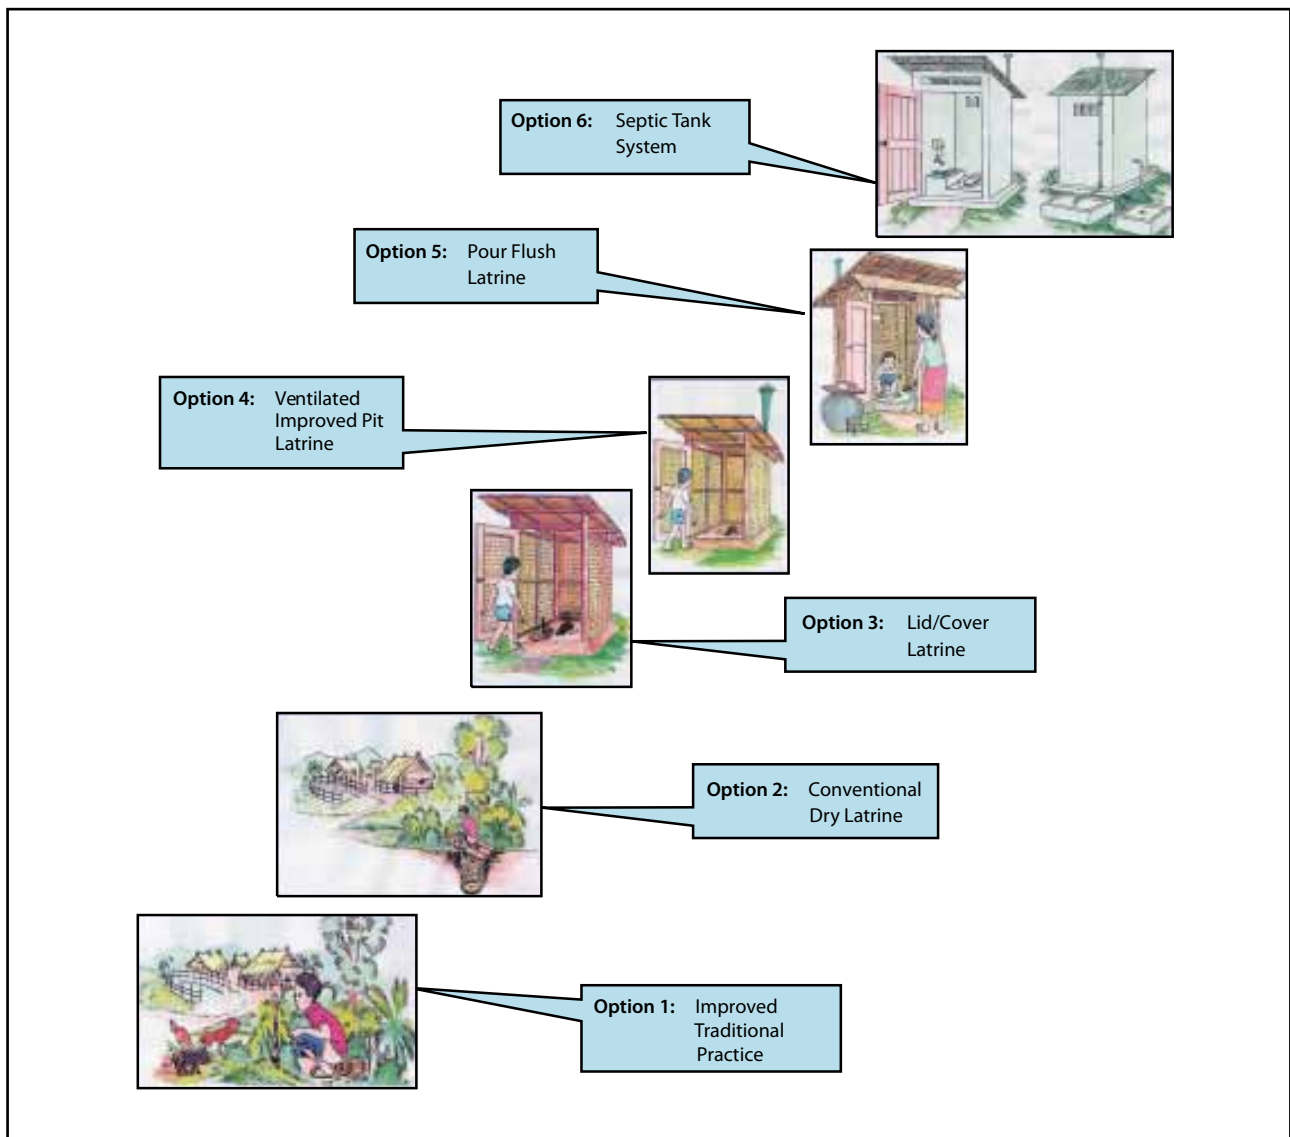 Option 6: Septic Tank
System
Option 5: Pour Flush
Latrine
Option 4: Ventilated
Improved Pit
Latrine
Option 3: Lid/Cover
Latrine
Option 2: Conventional
Dry Latrine
Option 1: Improved
Traditional
Practice